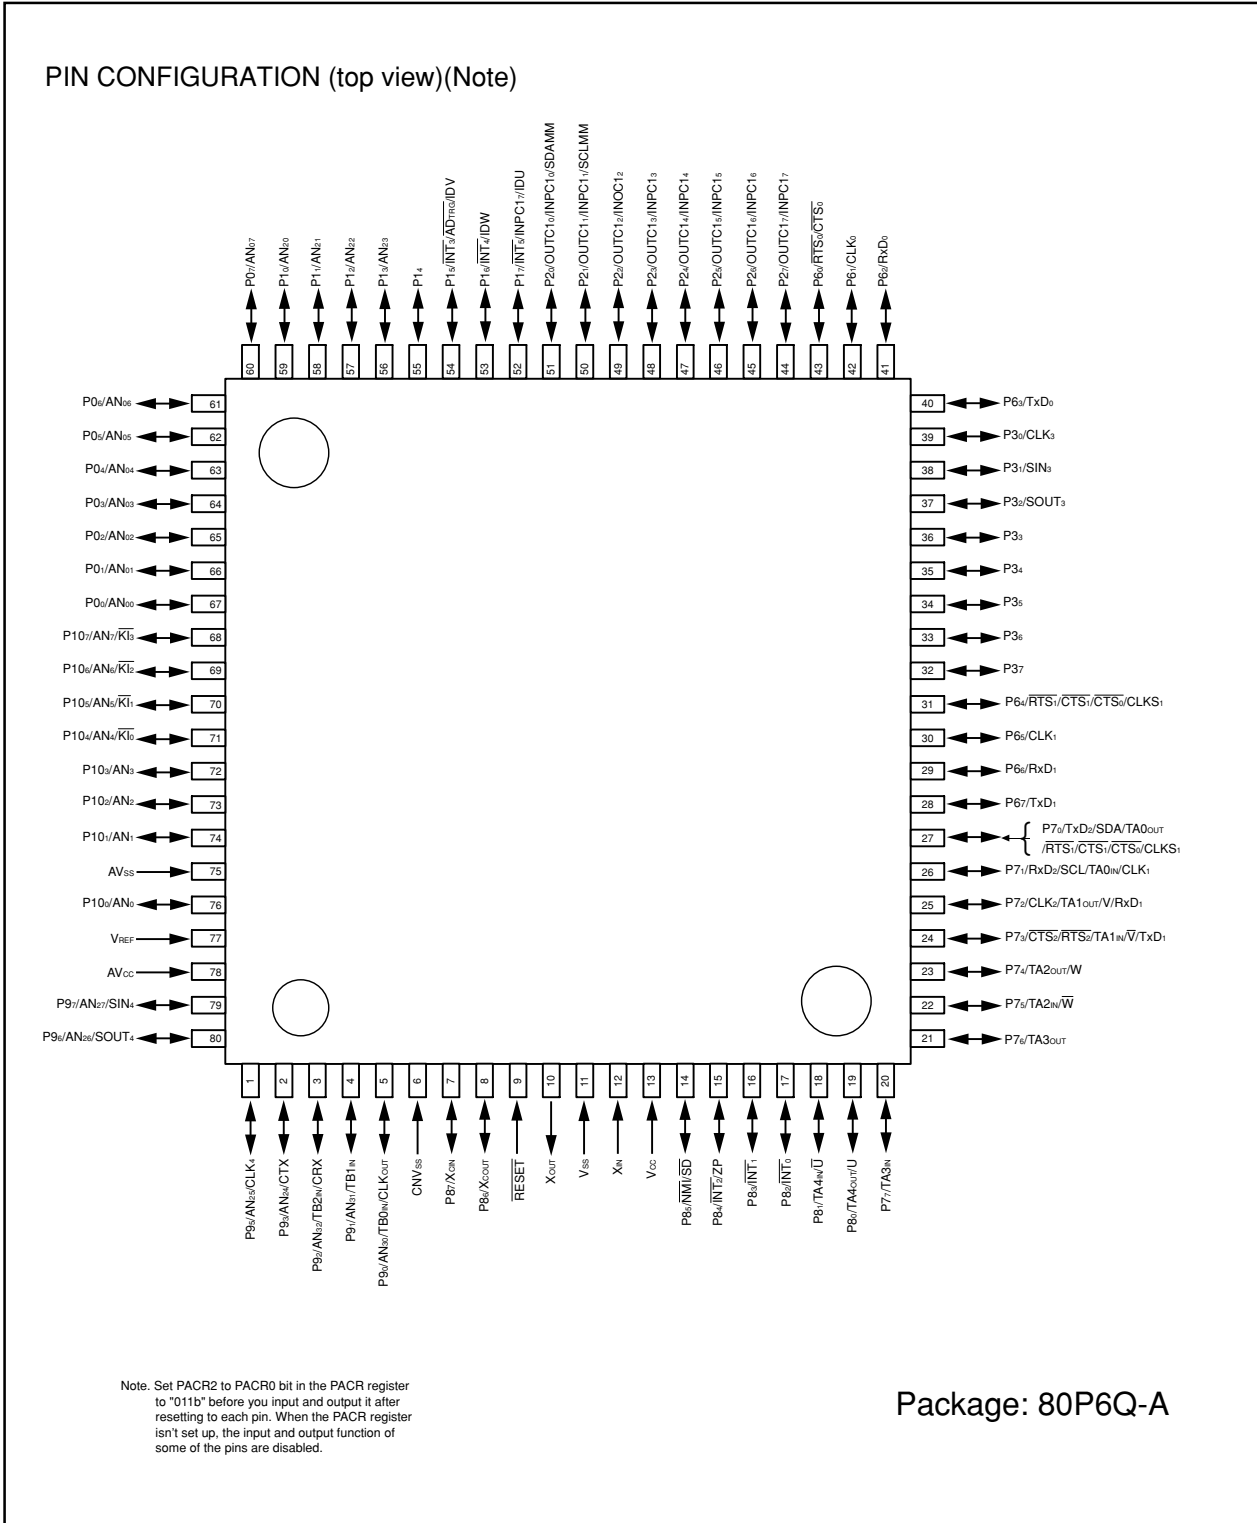 PIN CONFIGURATION (top view)(Note)
P07/AN07
P10/AN20
P11/AN21
P12/AN22
P13/AN23
P14
P15/INT3/ADTRG/IDV
P16/INT4/IDW
P17/INT5/INPC17/IDU
P20/OUTC10/INPC10/SDAMM
P21/OUTC11/INPC11/SCLMM
P22/OUTC12/INOC12
P23/OUTC13/INPC13
P24/OUTC14/INPC14
P25/OUTC15/INPC15
P26/OUTC16/INPC16
P27/OUTC17/INPC17
P60/RTS0/CTS0
P61/CLK0
P62/RxD0
60 59 58 57 56 55 54 53 52 51 50 49 48 47 46 45 44 43 42 41
P06/AN06 61
P05/AN05 62
P04/AN04 63
P03/AN03 64
P02/AN02 65
P01/AN01 66
P00/AN00 67
P107/AN7/KI3 68
P106/AN6/KI2 69
P105/AN5/KI1 70
P104/AN4/KI0 71
P103/AN3 72
P102/AN2 73
P101/AN1 74
AVSS 75
P100/AN0 76
VREF 77
AVCC 78
P97/AN27/SIN4 79
P96/AN26/SOUT4 80
40 P63/TxD0
39 P30/CLK3
38 P31/SIN3
37 P32/SOUT3
36 P33
35 P34
34 P35
33 P36
32 P37
31 P64/RTS1/CTS1/CTS0/CLKS1
30 P65/CLK1
29 P66/RxD1
28 P67/TxD1
27 P70/TxD2/SDA/TA0OUT
/RTS1/CTS1/CTS0/CLKS1
26 P71/RxD2/SCL/TA0IN/CLK1
25 P72/CLK2/TA1OUT/V/RxD1
24 P73/CTS2/RTS2/TA1IN/V/TxD1
23 P74/TA2OUT/W
22 P75/TA2IN/W
21 P76/TA3OUT
1 2 3 4 5 6 7 8 9 10 11 12 13 14 15 16 17 18 19 20
P95/AN25/CLK4
P93/AN24/CTX
P92/AN32/TB2IN/CRX
P91/AN31/TB1IN
P90/AN30/TB0IN/CLKOUT
CNVSS
P87/XCIN
P86/XCOUT
RESET
XOUT
VSS
XIN
VCC
P85/NMI/SD
P84/INT2/ZP
P83/INT1
P82/INT0
P81/TA4IN/U
P80/TA4OUT/U
P77/TA3IN
Note. Set PACR2 to PACR0 bit in the PACR register
to "011b" before you input and output it after
resetting to each pin. When the PACR register
isn't set up, the input and output function of
some of the pins are disabled.
Package: 80P6Q-A